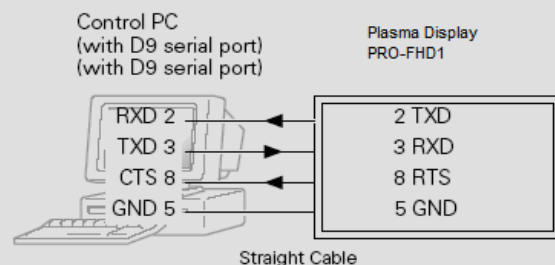 Control PC
(with D9 serial port)
(with D9 serial port)
Plasma Display
PRO-FHD1
RXD 2
2 TXD
TXD 3
3 RXD
CTS 8
8 RTS
GND 5
5 GND
Straight Cable